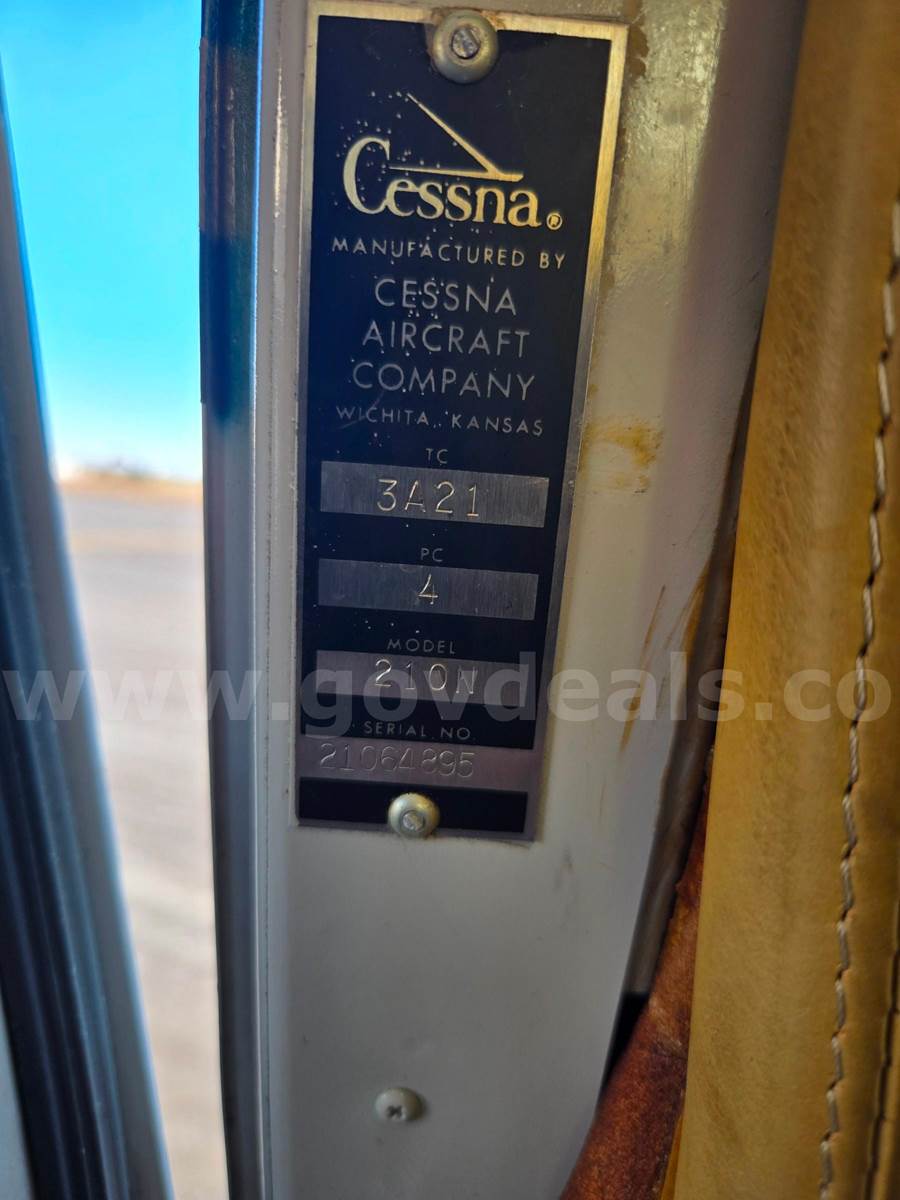 Cessna®
MANUFACTURED BY
CESSNA
AIRCRAFT
COMPANY
WICHITA, KANSAS
TC
3A21
PC
4
MODEL
210N
www.govdeals.co
SERIAL NO.
21064895